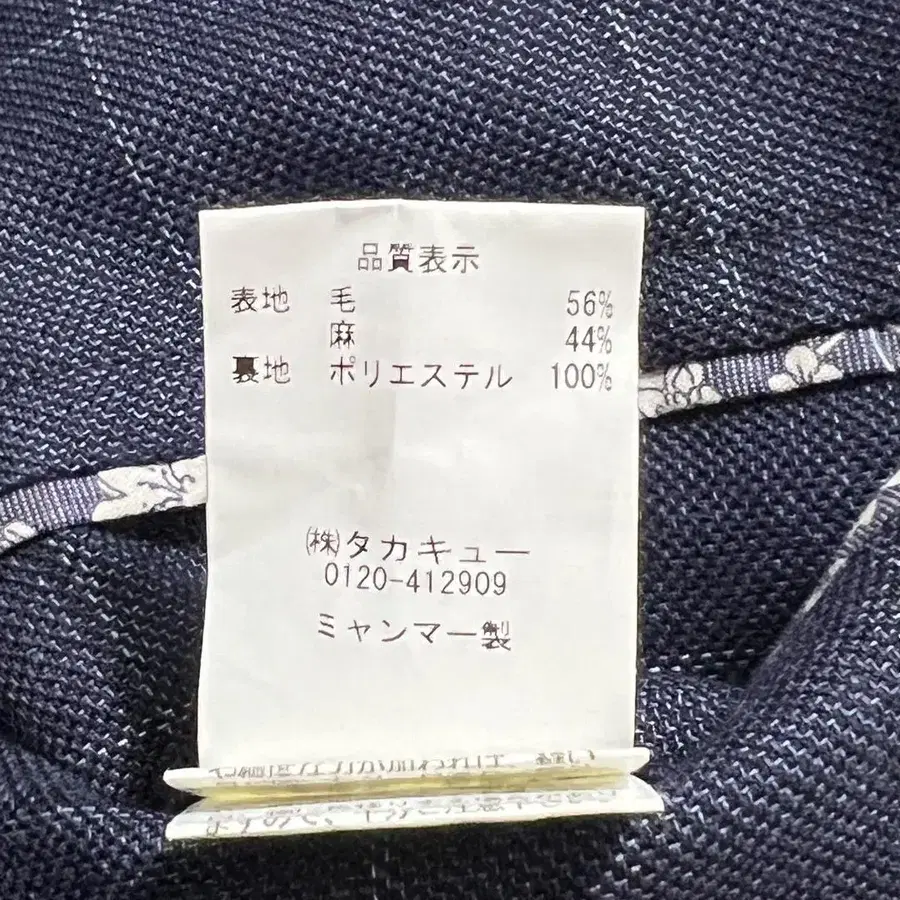 品質表示
表地 毛 56%
麻 44%
裏地 ポリエステル 100%
㈱タカキュー
0120-412909
ミャンマー製